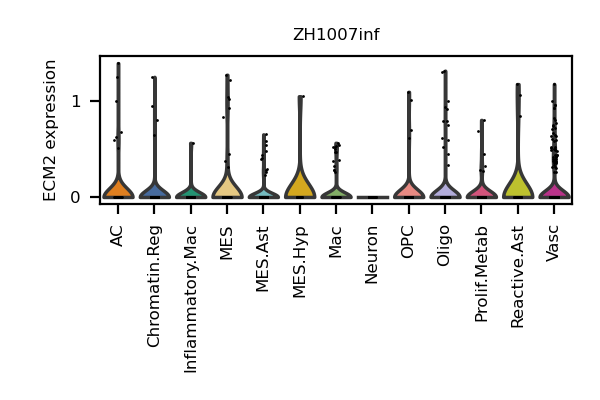 ZH1007inf
ECM2 expression
1
0
AC
Chromatin.Reg
Inflammatory.Mac
MES
MES.Ast
MES.Hyp
Mac
Neuron
OPC
Oligo
Prolif.Metab
Reactive.Ast
Vasc